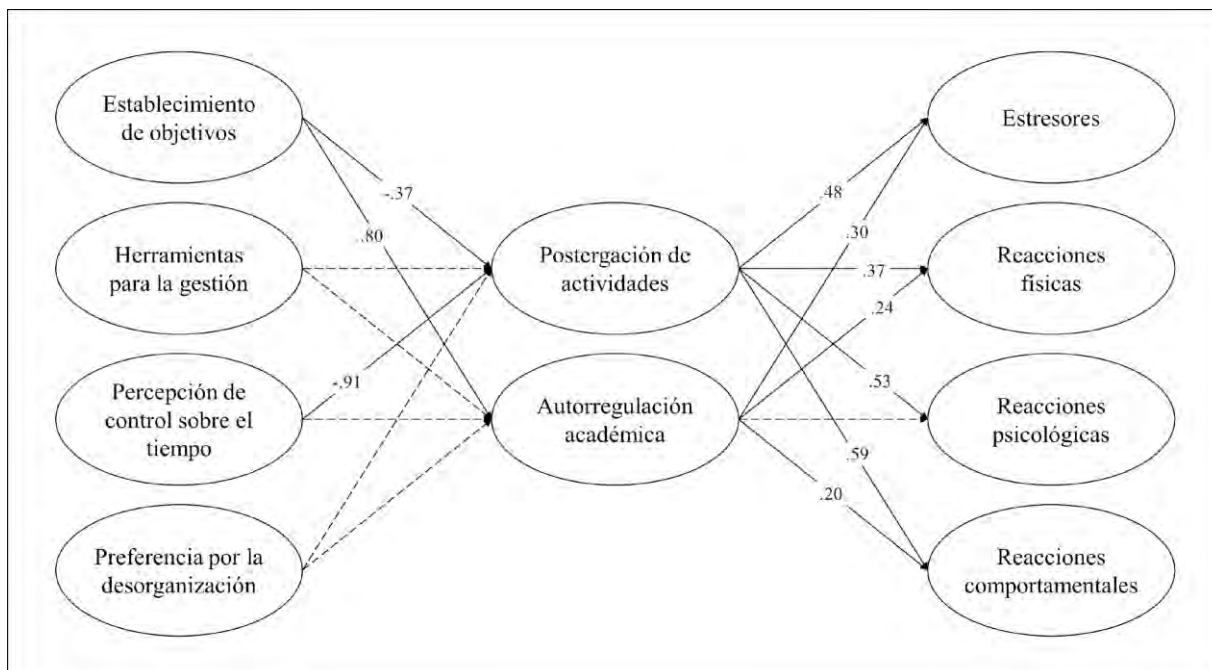 Establecimiento
de objetivos
Herramientas
para la gestión
Percepción de
control sobre el
tiempo
Preferencia por la
desorganización
-.37
.80
-.91
Postergación de
actividades
Autorregulación
académica
.48
.30
.37
.24
.53
.59
.20
Estresores
Reacciones
físicas
Reacciones
psicológicas
Reacciones
comportamentales